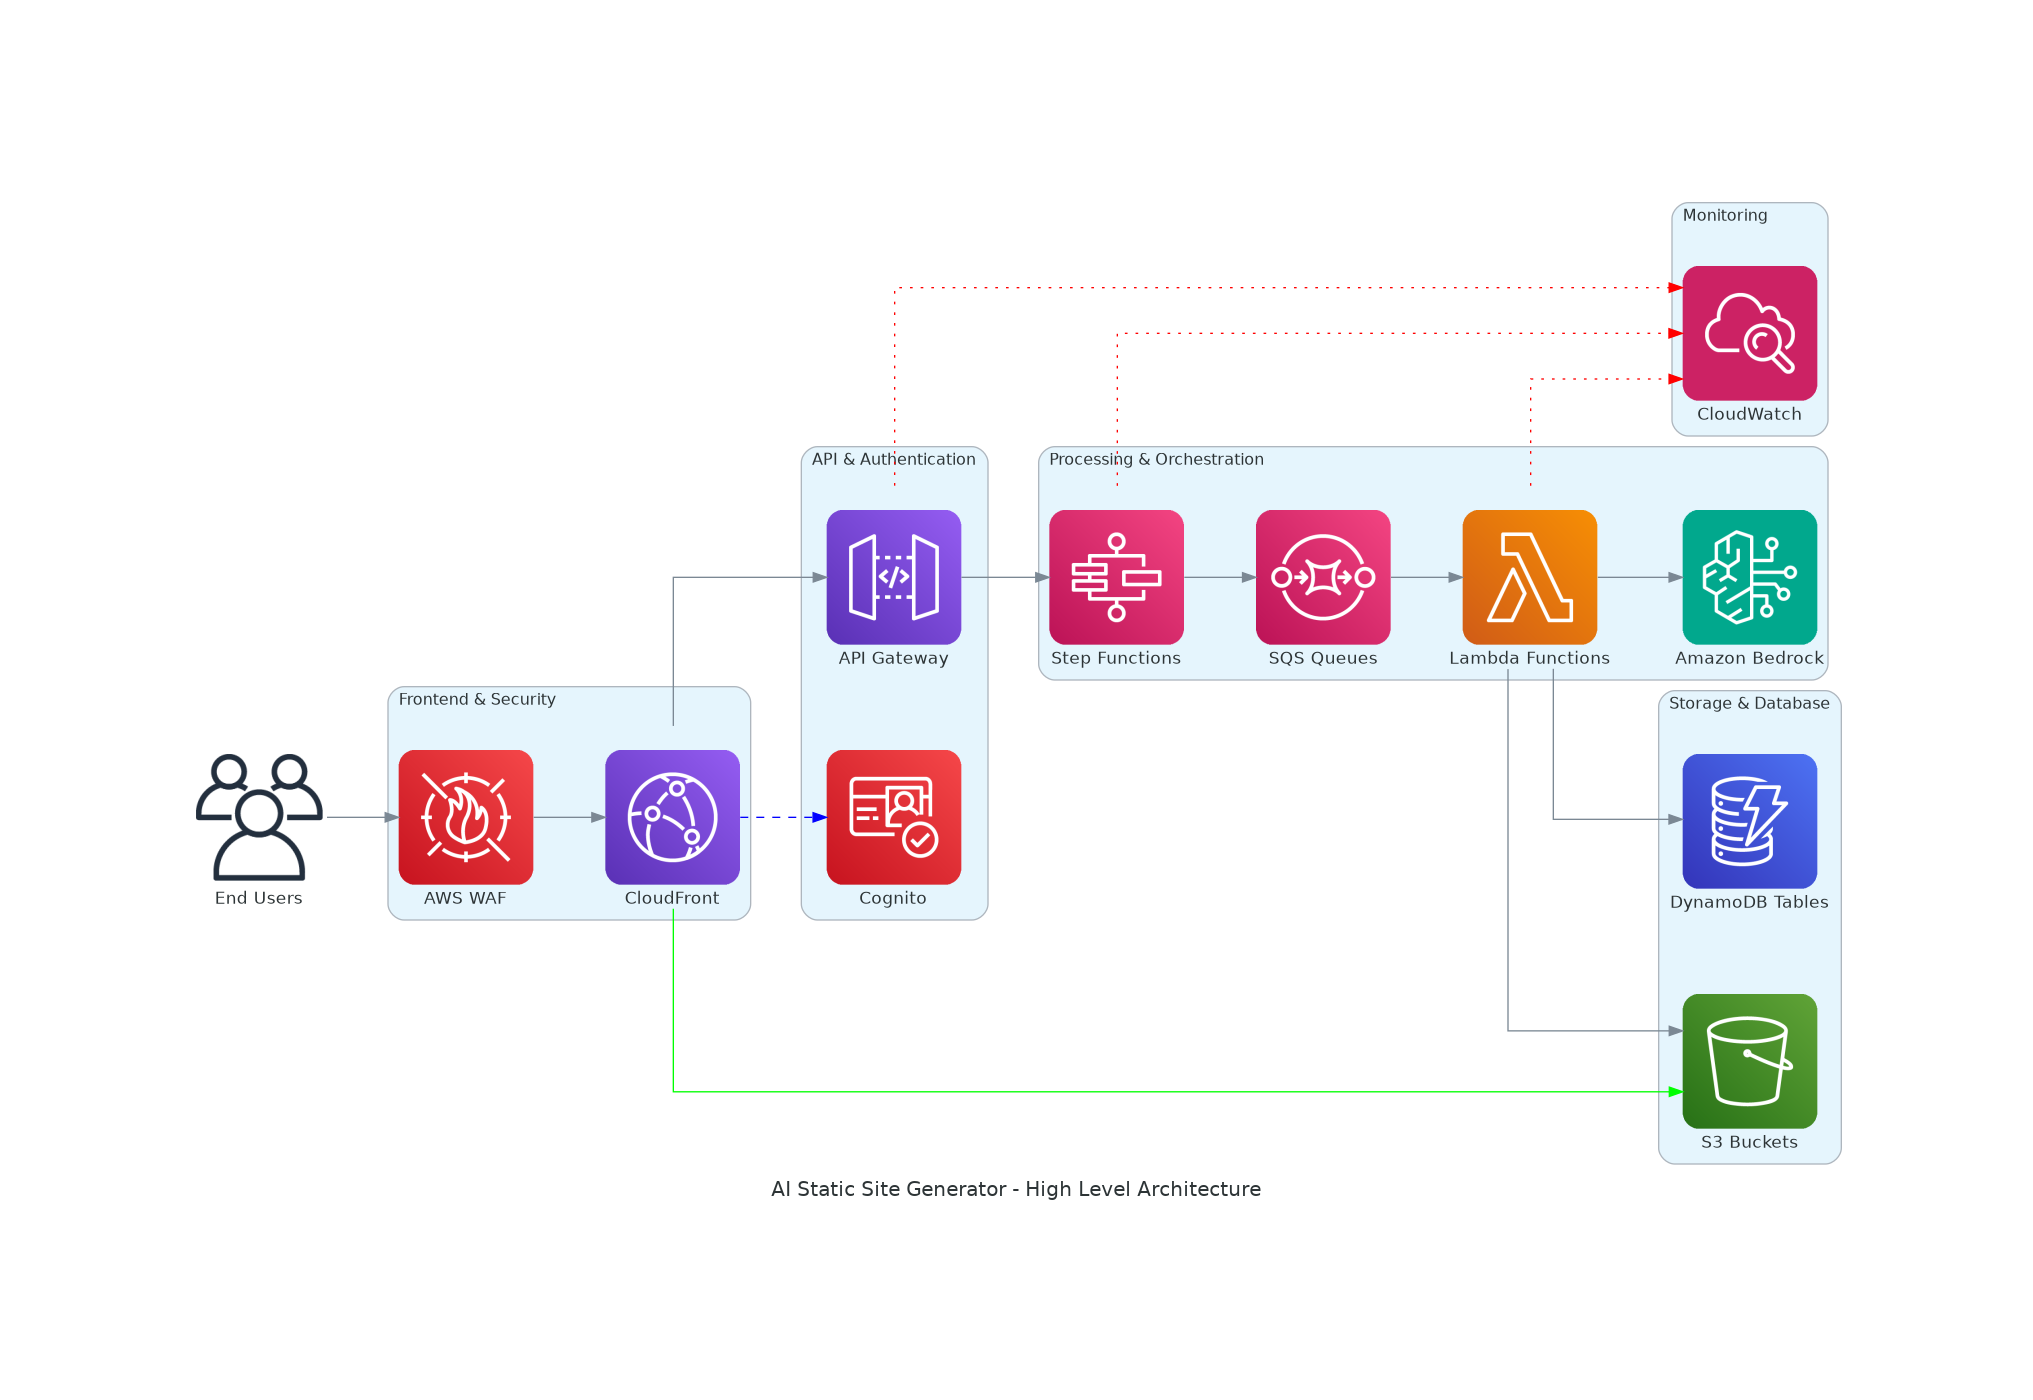 Monitoring
CloudWatch
API & Authentication
Processing & Orchestration
API Gateway
Step Functions
SQS Queues
Lambda Functions
Amazon Bedrock
Frontend & Security
Storage & Database
End Users
AWS WAF
CloudFront
Cognito
DynamoDB Tables
S3 Buckets
AI Static Site Generator - High Level Architecture